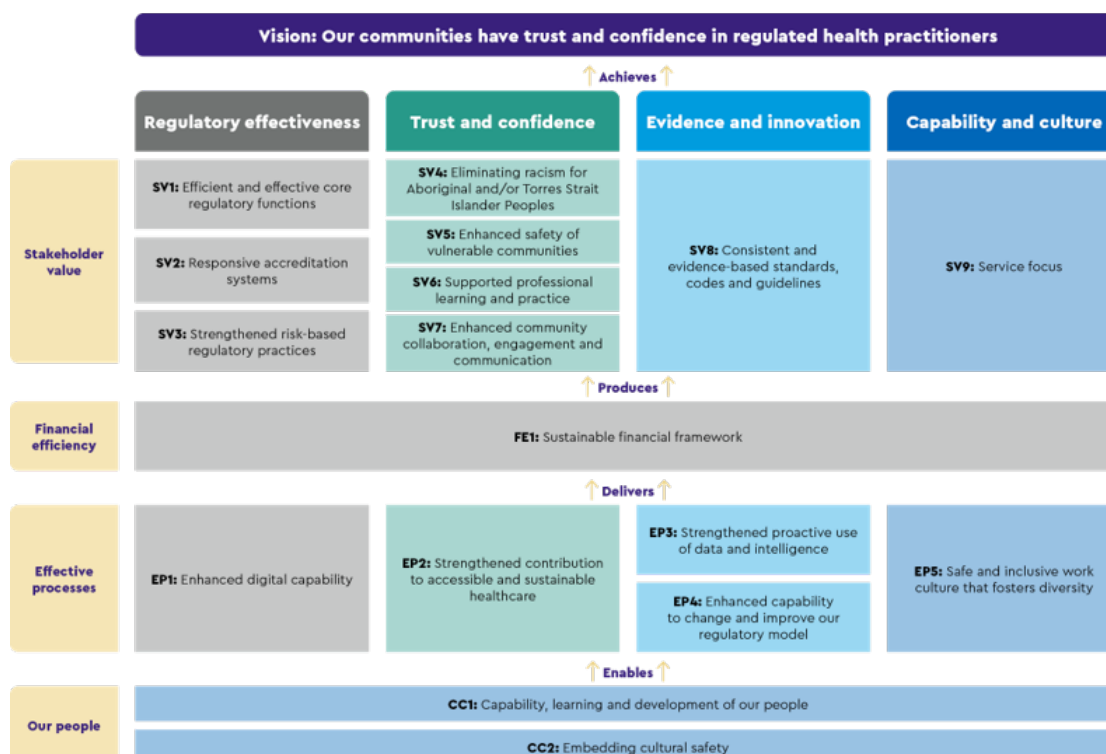 Vision: Our communities have trust and confidence in regulated health practitioners
Achieves
Regulatory effectiveness
Trust and confidence
Evidence and innovation
Capability and culture
Stakeholder
value
SV1: Efficient and effective core
regulatory functions
SV2: Responsive accreditation
systems
SV3: Strengthened risk-based
regulatory practices
SV4: Eliminating racism for
Aboriginal and/or Torres Strait
Islander Peoples
SV5: Enhanced safety of
vulnerable communities
SV6: Supported professional
learning and practice
SV7: Enhanced community
collaboration, engagement and
communication
SV8: Consistent and
evidence-based standards,
codes and guidelines
SV9: Service focus
Produces
Financial
efficiency
FE1: Sustainable financial framework
Delivers
Effective
processes
EP1: Enhanced digital capability
EP2: Strengthened contribution
to accessible and sustainable
healthcare
EP3: Strengthened proactive use
of data and intelligence
EP4: Enhanced capability
to change and improve our
regulatory model
EP5: Safe and inclusive work
culture that fosters diversity
Enables
Our people
CC1: Capability, learning and development of our people
CC2: Embedding cultural safety